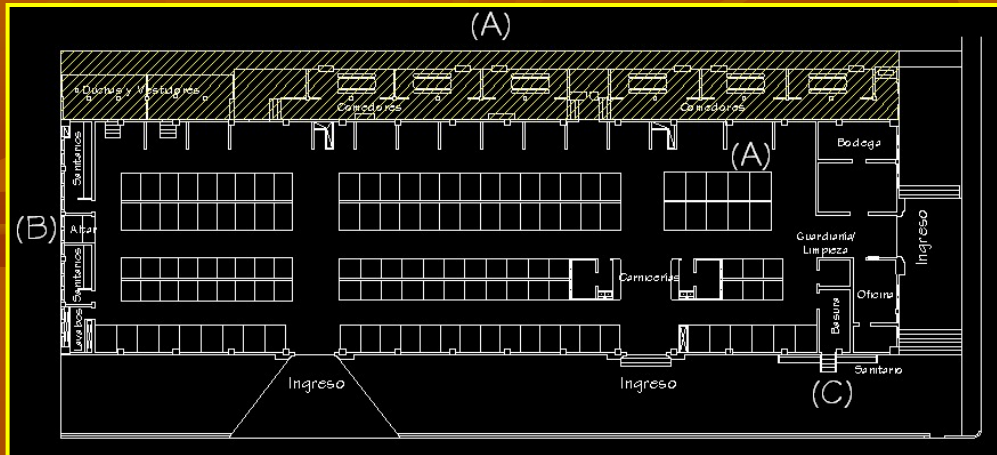 (A)
Duchas y Vestidores
Comedores
Comedores
Sanitarios
(A)
Bodega
(B)
Altar
Guardianía/
Limpieza
Ingreso
Sanitarios
Carnicerías
Oficina
Lavabos
Basura
Sanitario
Ingreso
Ingreso
(C)